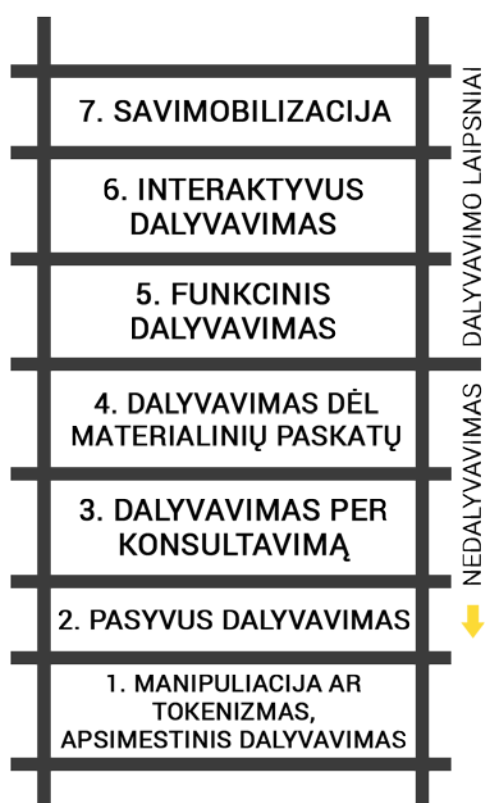 7. SAVIMOBILIZACIJA
6. INTERAKTYVUS
DALYVAVIMAS
5. FUNKCINIS
DALYVAVIMAS
4. DALYVAVIMAS DĖL
MATERIALINIŲ PASKATŲ
3. DALYVAVIMAS PER
KONSULTAVIMĄ
2. PASYVUS DALYVAVIMAS
1. MANIPULIACIJA AR
TOKENIZMAS,
APSIMESTINIS DALYVAVIMAS
DALYVAVIMO LAIPSNIAI
NEDALYVAVIMAS